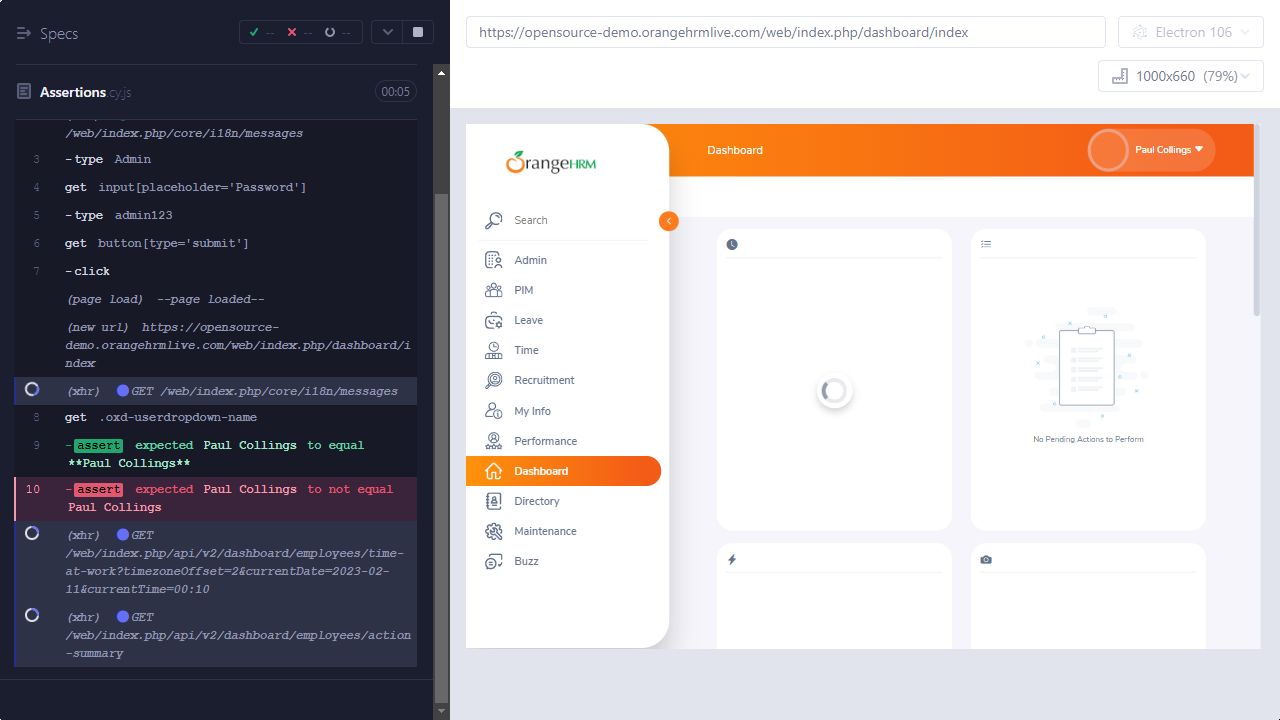 Specs
-- -- --
Assertions.cy.js
00:05
/web/index.php/core/i18n/messages
3 -type Admin
4 get input[placeholder='Password']
5 -type admin123
6 get button[type='submit']
7 -click
(page load) --page loaded--
(new url) https://opensource-
demo.orangehrmlive.com/web/index.php/dashboard/i
ndex
(xhr) GET /web/index.php/core/i18n/messages
8 get .oxd-userdropdown-name
9 -assert expected Paul Collings to equal
**Paul Collings**
10 -assert expected Paul Collings to not equal
Paul Collings
(xhr) GET
/web/index.php/api/v2/dashboard/employees/time-
at-work?timezoneOffset=2&currentDate=2023-02-
11&currentTime=00:10
(xhr) GET
/web/index.php/api/v2/dashboard/employees/action
-summary
https://opensource-demo.orangehrmlive.com/web/index.php/dashboard/index
Electron 106
1000x660 (79%)
OrangeHRM
Dashboard
Paul Collings
Search
Admin
PIM
Leave
Time
Recruitment
My Info
Performance
Dashboard
Directory
Maintenance
Buzz
No Pending Actions to Perform